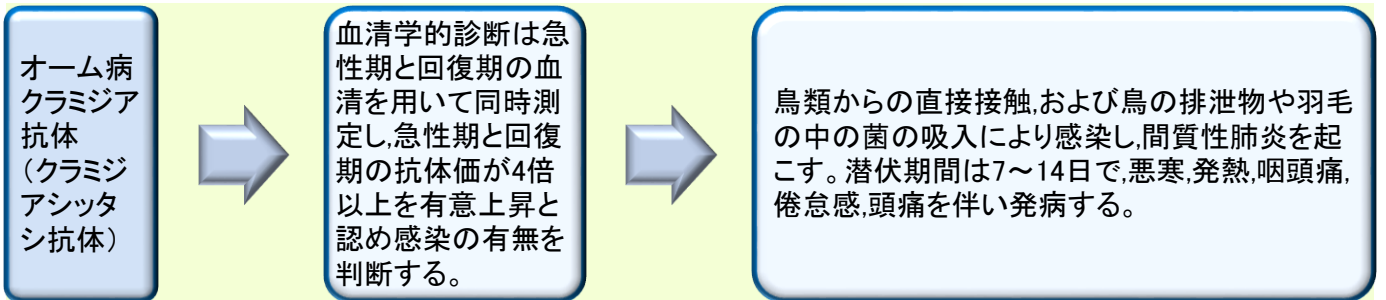 オーム病
クラミジア
抗体
（クラミジ
アシッタ
シ抗体）
血清学的診断は急
性期と回復期の血
清を用いて同時測
定し,急性期と回復
期の抗体価が4倍
以上を有意上昇と
認め感染の有無を
判断する。
鳥類からの直接接触,および鳥の排泄物や羽毛
の中の菌の吸入により感染し,間質性肺炎を起
こす。潜伏期間は7～14日で,悪寒,発熱,咽頭痛,
倦怠感,頭痛を伴い発病する。